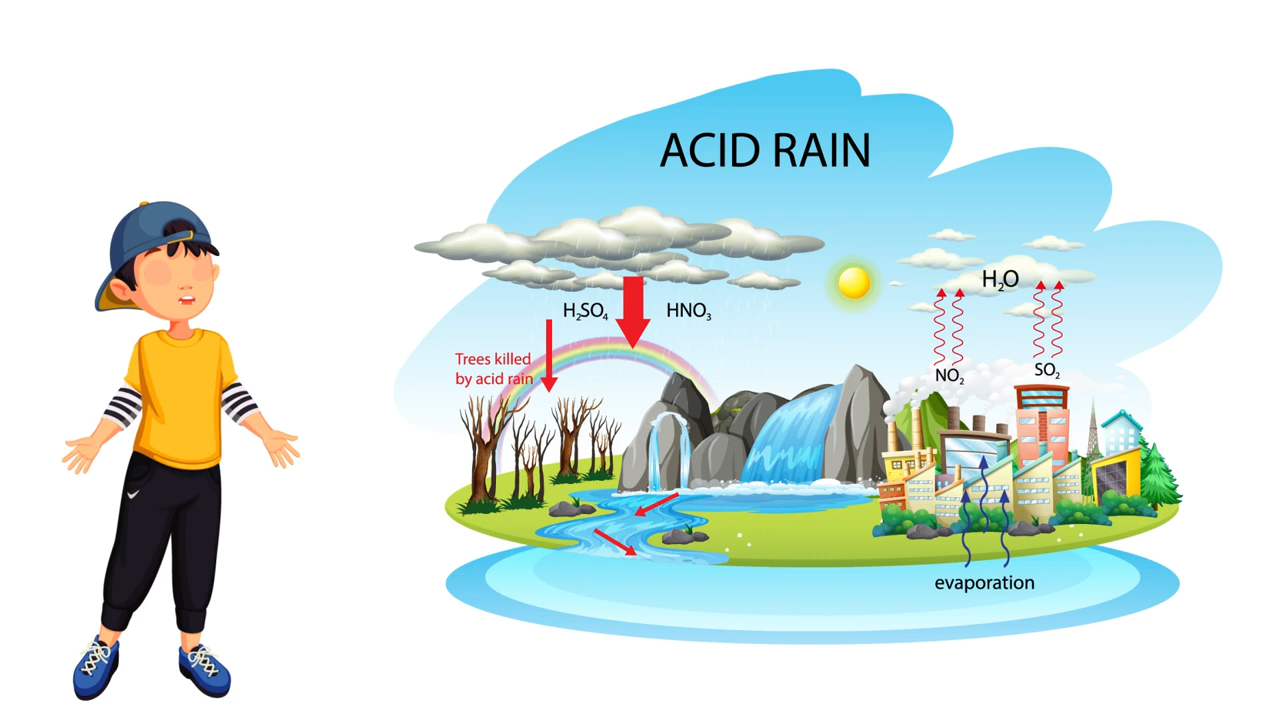 ACID RAIN
H₂O
H₂SO₄
HNO₃
Trees killed
by acid rain
NO₂
SO₂
evaporation